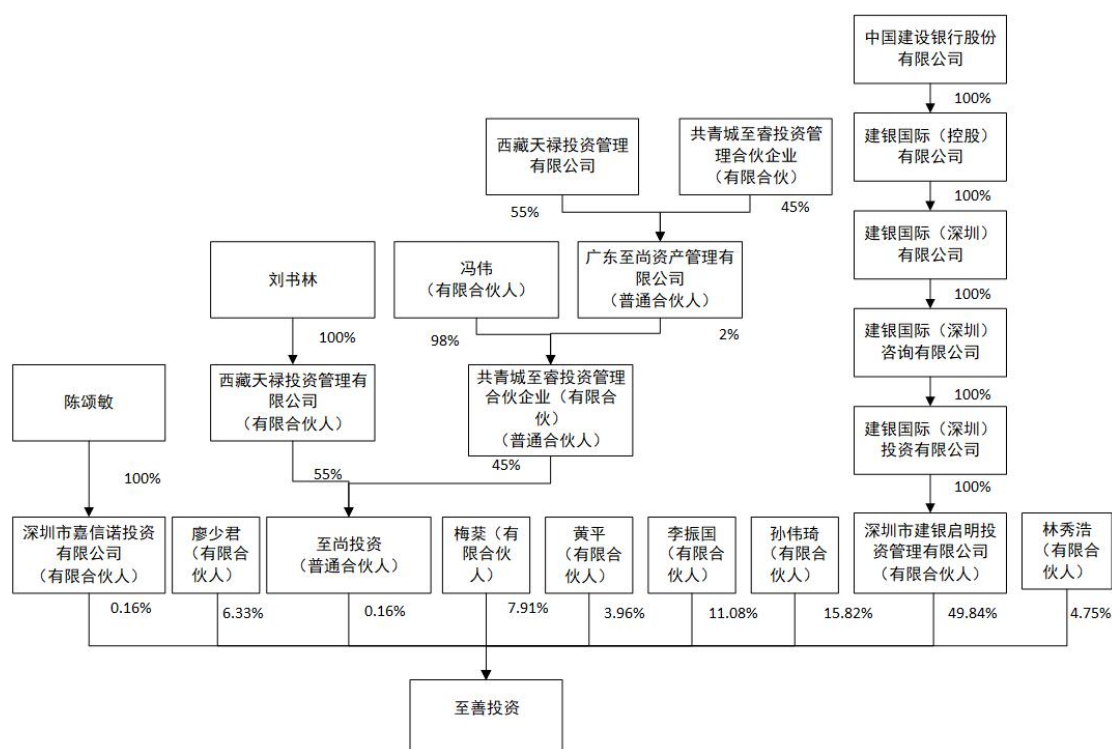 中国建设银行股份
有限公司
100%
西藏天禄投资管理
有限公司
共青城至睿投资管
理合伙企业
（有限合伙）
建银国际（控股）
有限公司
55%
45%
100%
刘书林
冯伟
（有限合伙人）
广东至尚资产管理有
限公司
（普通合伙人）
建银国际（深圳）
有限公司
100%
98%
2%
100%
建银国际（深圳）
咨询有限公司
100%
陈颂敏
西藏天禄投资管理有
限公司
（有限合伙人）
共青城至睿投资管理
合伙企业（有限合
伙）
（普通合伙人）
建银国际（深圳）
投资有限公司
100%
55%
45%
100%
深圳市嘉信诺投资
有限公司
（有限合伙人）
廖少君
（有限合
伙人）
至尚投资
（普通合伙人）
梅菜（有
限合伙
人）
黄平
（有限合
伙人）
李振国
（有限合
伙人）
孙伟琦
（有限合
伙人）
深圳市建银启明投
资管理有限公司
（有限合伙人）
林秀浩
（有限合
伙人）
0.16%
6.33%
0.16%
7.91%
3.96%
11.08%
15.82%
49.84%
4.75%
至善投资